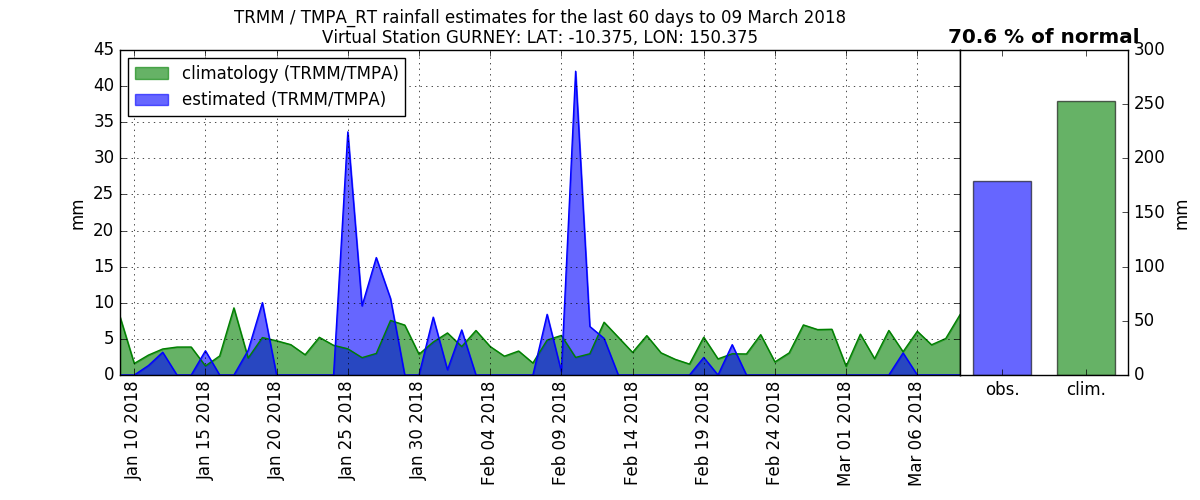 TRMM / TMPA_RT rainfall estimates for the last 60 days to 09 March 2018
Virtual Station GURNEY: LAT: -10.375, LON: 150.375
70.6 % of normal
climatology (TRMM/TMPA)
estimated (TRMM/TMPA)
mm
45
40
35
30
25
20
15
10
5
0
Jan 10 2018
Jan 15 2018
Jan 20 2018
Jan 25 2018
Jan 30 2018
Feb 04 2018
Feb 09 2018
Feb 14 2018
Feb 19 2018
Feb 24 2018
Mar 01 2018
Mar 06 2018
300
250
200
150
100
50
0
mm
obs.
clim.